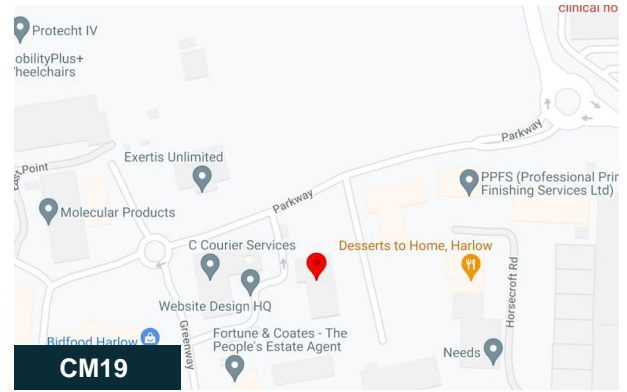 clinical
Protecht IV
obilityPlus+
heelchairs
Parkway
Exertis Unlimited
Point
PPFS (Professional Prin
Finishing Services Ltd)
Molecular Products
Parkway
C Courier Services
Desserts to Home, Harlow
Website Design HQ
Horsecroft Rd
Greenway
Fortune & Coates - The
People's Estate Agent
Bidfood Harlow
Needs
CM19